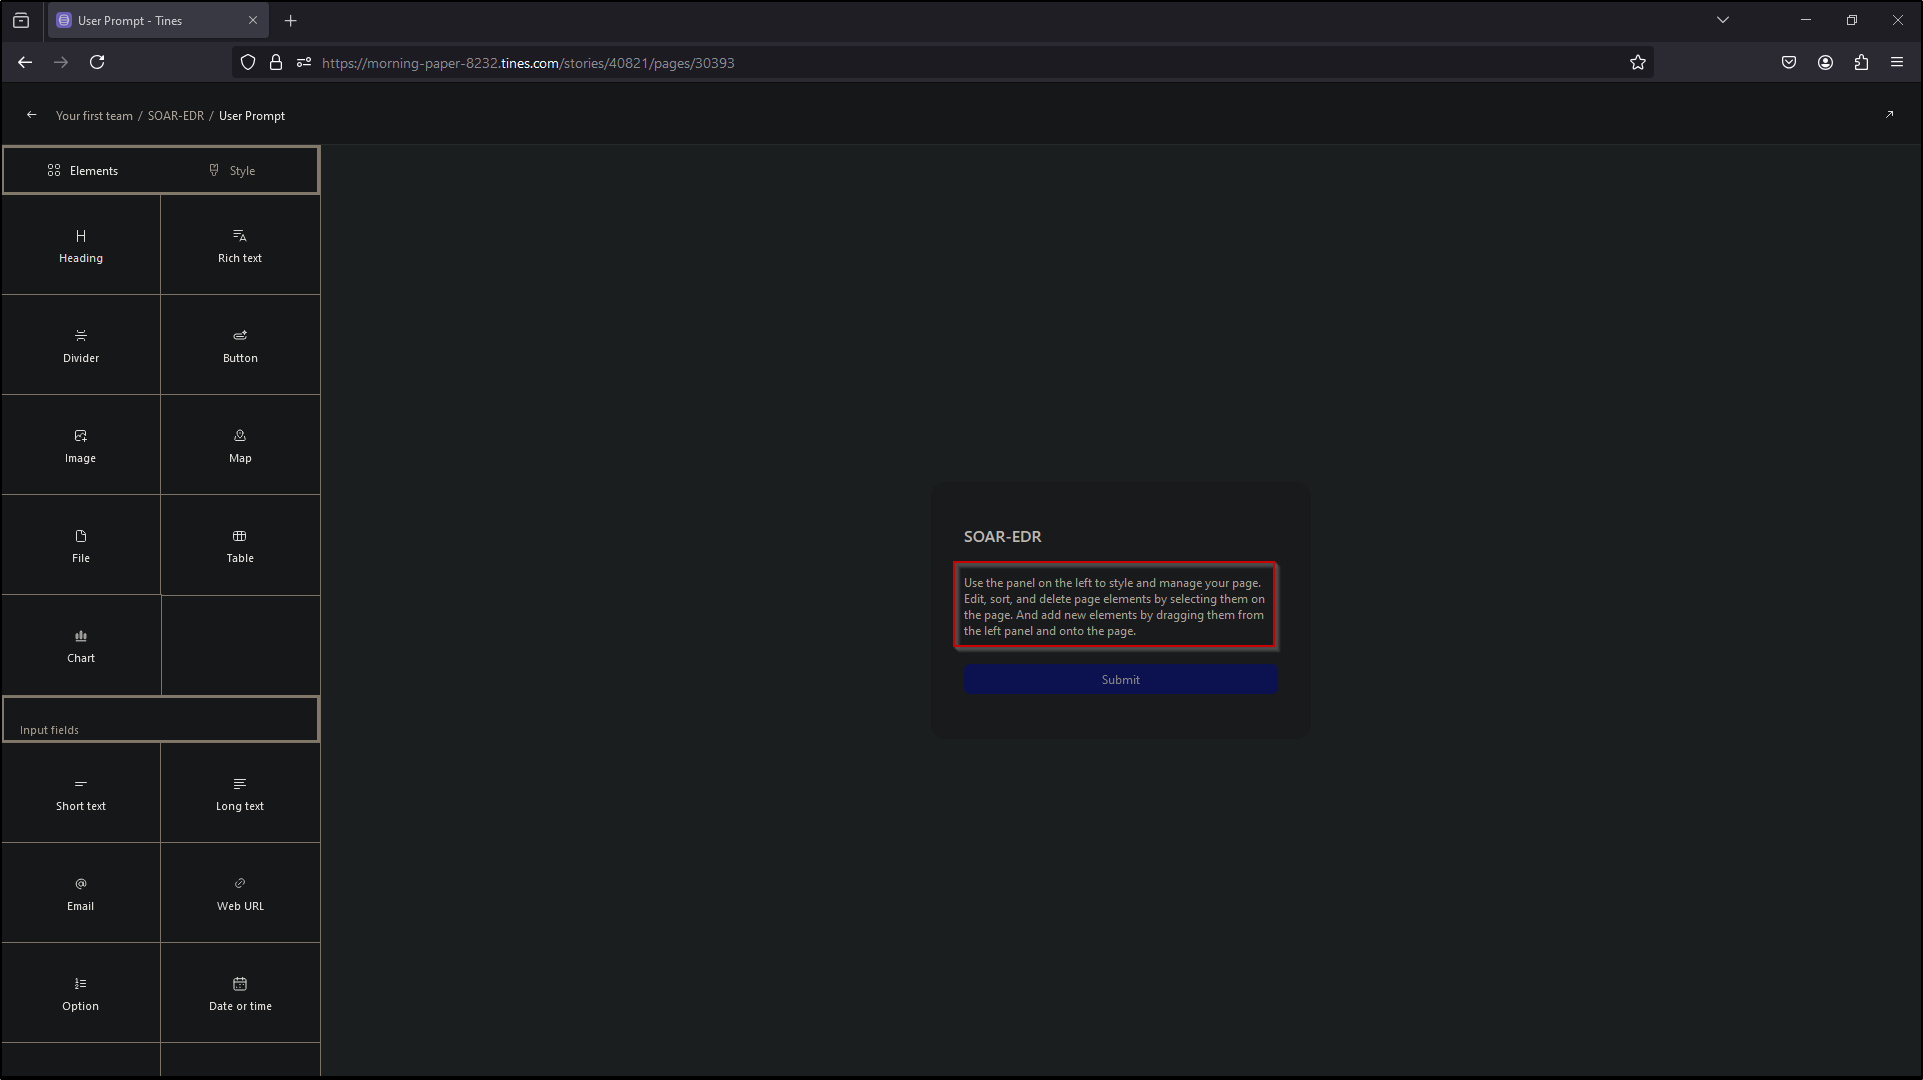 User Prompt - Tines
https://morning-paper-8232.tines.com/stories/40821/pages/30393
Your first team / SOAR-EDR / User Prompt
Elements
Style
Heading
Rich text
Divider
Button
Image
Map
File
Table
Chart
Input fields
Short text
Long text
Email
Web URL
Option
Date or time
SOAR-EDR
Use the panel on the left to style and manage your page.
Edit, sort, and delete page elements by selecting them on
the page. And add new elements by dragging them from
the left panel and onto the page.
Submit